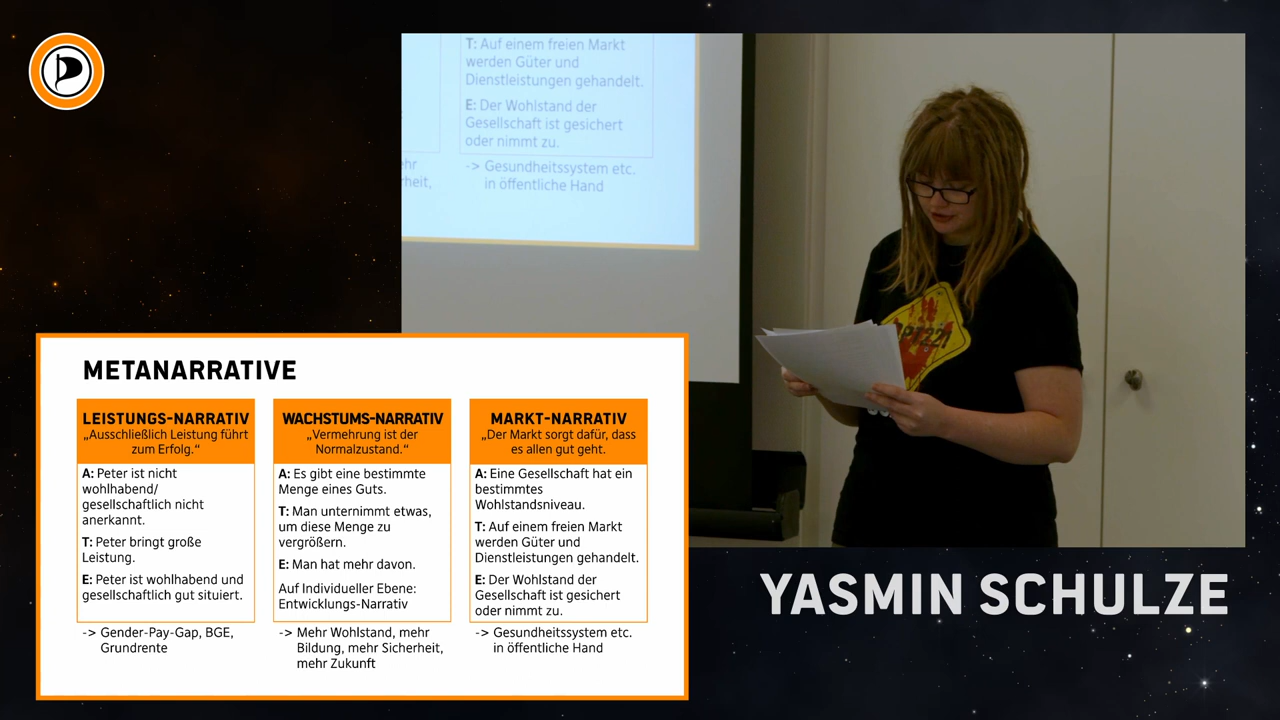 T: Auf einem freien Markt
werden Güter und
Dienstleistungen gehandelt.
E: Der Wohlstand der
Gesellschaft ist gesichert
oder nimmt zu.
-> Gesundheitssystem etc.
in öffentliche Hand
METANARRATIVE
LEISTUNGS-NARRATIV
„Ausschließlich Leistung führt
zum Erfolg.“
A: Peter ist nicht
wohlhabend/
gesellschaftlich nicht
anerkannt.
T: Peter bringt große
Leistung.
E: Peter ist wohlhabend und
gesellschaftlich gut situiert.
-> Gender-Pay-Gap, BGE,
Grundrente
WACHSTUMS-NARRATIV
„Vermehrung ist der
Normalzustand.“
A: Es gibt eine bestimmte
Menge eines Guts.
T: Man unternimmt etwas,
um diese Menge zu
vergrößern.
E: Man hat mehr davon.
Auf Individueller Ebene:
Entwicklungs-Narrativ
-> Mehr Wohlstand, mehr
Bildung, mehr Sicherheit,
mehr Zukunft
MARKT-NARRATIV
„Der Markt sorgt dafür, dass
es allen gut geht.
A: Eine Gesellschaft hat ein
bestimmtes
Wohlstandsniveau.
T: Auf einem freien Markt
werden Güter und
Dienstleistungen gehandelt.
E: Der Wohlstand der
Gesellschaft ist gesichert
oder nimmt zu.
-> Gesundheitssystem etc.
in öffentliche Hand
YASMIN SCHULZE